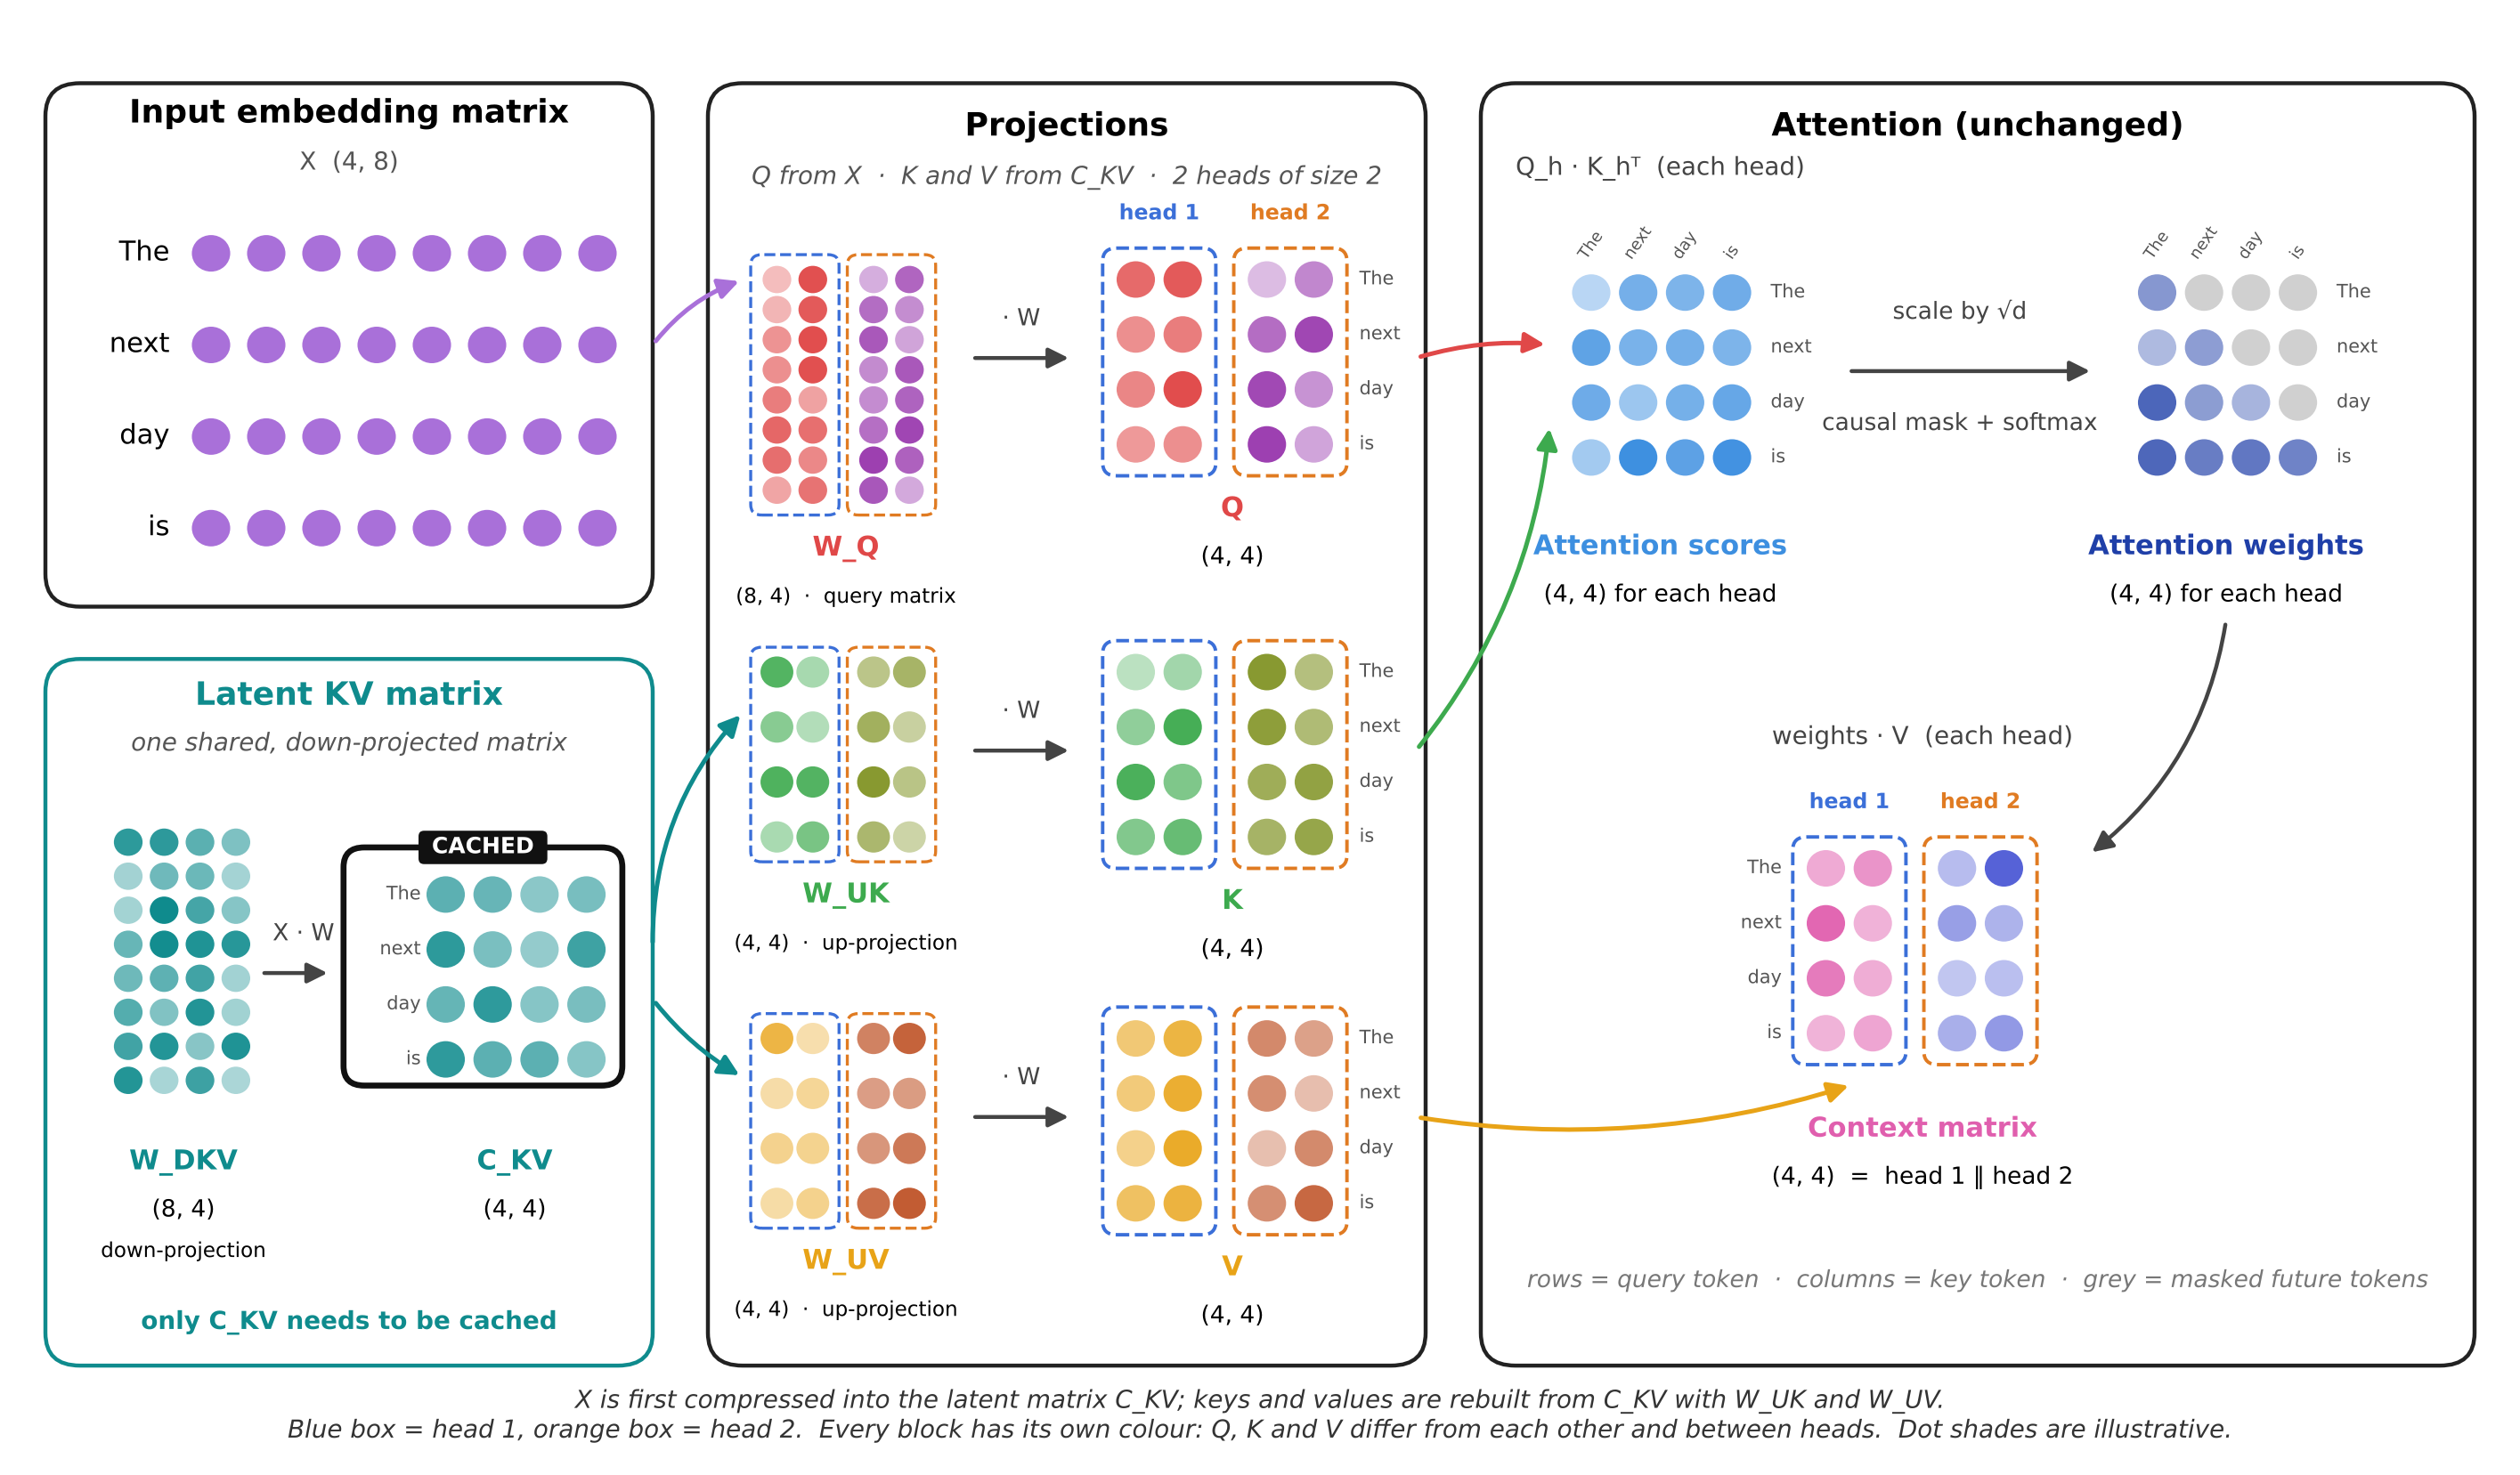 Input embedding matrix
X (4, 8)
The
next
day
is
Latent KV matrix
one shared, down-projected matrix
X · W
CACHED
The
next
day
is
W_DKV
(8, 4)
down-projection
C_KV
(4, 4)
only C_KV needs to be cached
Projections
Q from X · K and V from C_KV · 2 heads of size 2
head 1
head 2
· W
The
next
day
is
W_Q
(8, 4) · query matrix
Q
(4, 4)
· W
The
next
day
is
W_UK
(4, 4) · up-projection
K
(4, 4)
· W
The
next
day
is
W_UV
(4, 4) · up-projection
V
(4, 4)
Attention (unchanged)
Q_h · K_hᵀ (each head)
The
next
day
is
The
next
day
is
Attention scores
(4, 4) for each head
scale by √d
causal mask + softmax
The
next
day
is
The
next
day
is
Attention weights
(4, 4) for each head
weights · V (each head)
head 1
head 2
The
next
day
is
Context matrix
(4, 4) = head 1 ‖ head 2
rows = query token · columns = key token · grey = masked future tokens
X is first compressed into the latent matrix C_KV; keys and values are rebuilt from C_KV with W_UK and W_UV.
Blue box = head 1, orange box = head 2. Every block has its own colour: Q, K and V differ from each other and between heads. Dot shades are illustrative.